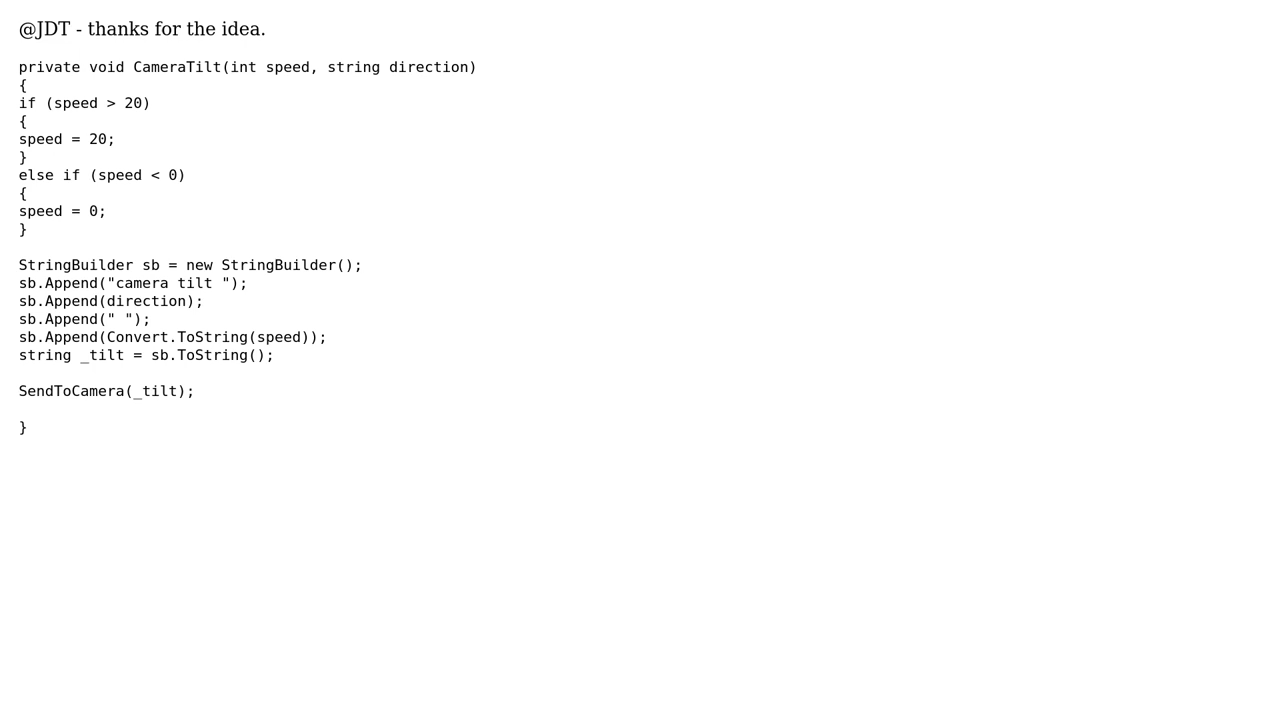 @JDT - thanks for the idea.
private void CameraTilt(int speed, string direction)
{
if (speed > 20)
{
speed = 20;
}
else if (speed < 0)
{
speed = 0;
}
StringBuilder sb = new StringBuilder();
sb.Append("camera tilt ");
sb.Append(direction);
sb.Append(" ");
sb.Append(Convert.ToString(speed));
string _tilt = sb.ToString();
SendToCamera(_tilt);
}